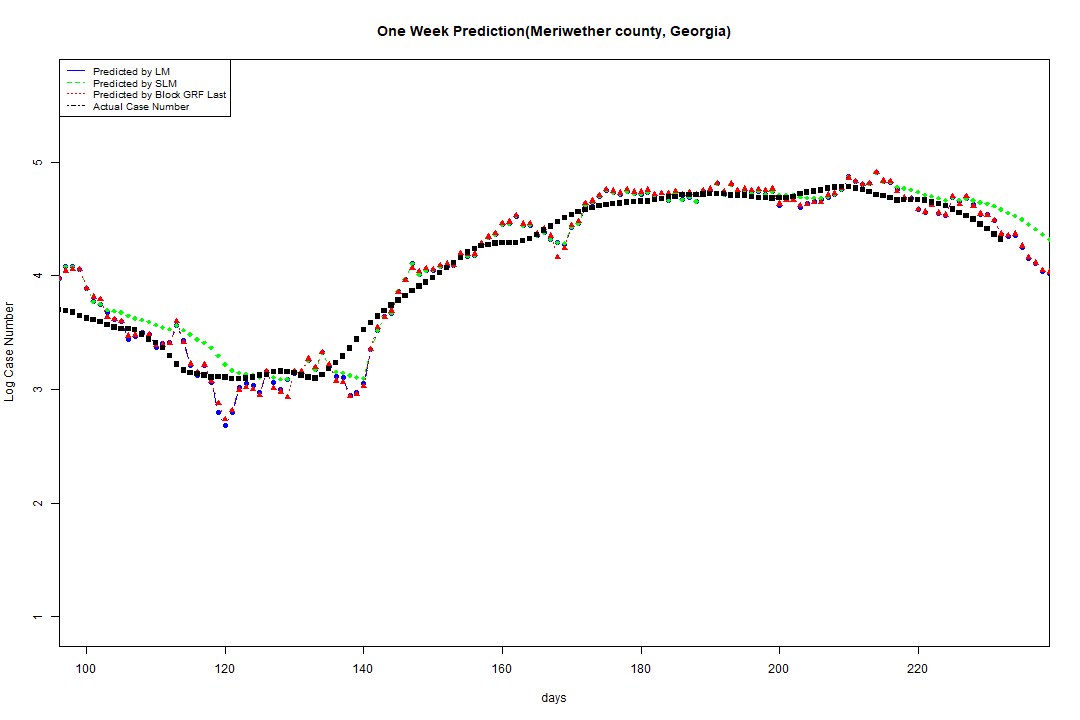 One Week Prediction(Meriwether county, Georgia)
Predicted by LM
Predicted by SLM
Predicted by Block GRF Last
Actual Case Number
5
4
3
2
1
Log Case Number
100 120 140 160 180 200 220
days